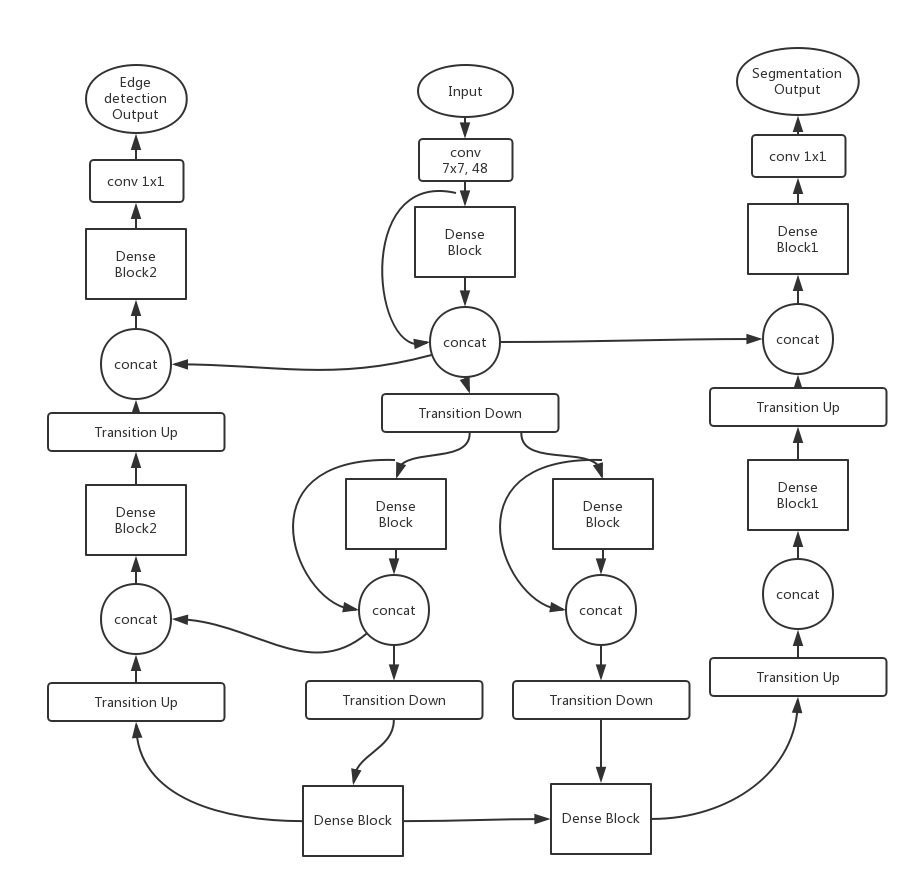 Edge
detection
Output
Input
Segmentation
Output
conv 1x1
conv
7x7, 48
conv 1x1
Dense
Block2
Dense
Block
Dense
Block1
concat
concat
concat
Transition Up
Transition Down
Transition Up
Dense
Block2
Dense
Block
Dense
Block
Dense
Block1
concat
concat
concat
concat
Transition Up
Transition Down
Transition Down
Transition Up
Dense Block
Dense Block